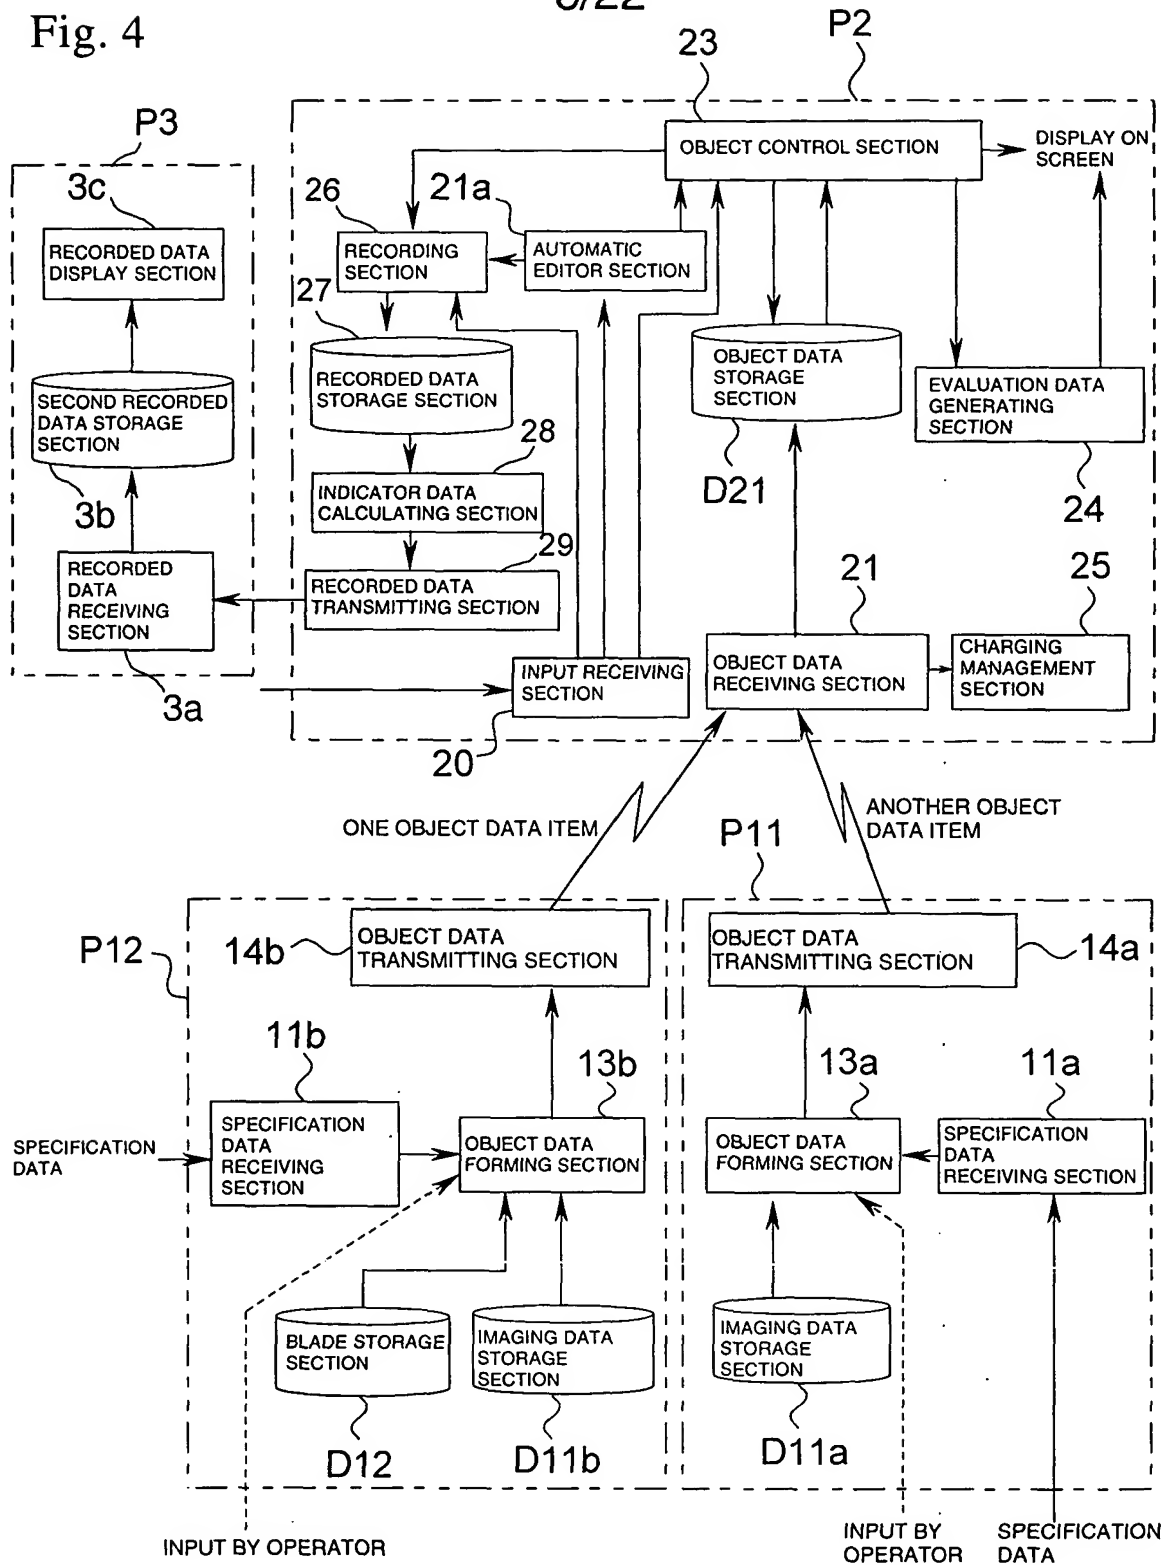 Fig. 4
P2
23
P3
OBJECT CONTROL SECTION
DISPLAY ON
SCREEN
3c
26
21a
RECORDED DATA
DISPLAY SECTION
RECORDING
SECTION
AUTOMATIC
EDITOR SECTION
27
SECOND RECORDED
DATA STORAGE
SECTION
RECORDED DATA
STORAGE SECTION
OBJECT DATA
STORAGE
SECTION
EVALUATION DATA
GENERATING
SECTION
28
D21
24
3b
INDICATOR DATA
CALCULATING SECTION
29
21
25
RECORDED
DATA
RECEIVING
SECTION
RECORDED DATA
TRANSMITTING SECTION
3a
INPUT RECEIVING
SECTION
OBJECT DATA
RECEIVING SECTION
CHARGING
MANAGEMENT
SECTION
20
ONE OBJECT DATA ITEM
ANOTHER OBJECT
DATA ITEM
P11
P12
14b
OBJECT DATA
TRANSMITTING SECTION
OBJECT DATA
TRANSMITTING SECTION
14a
11b
13b
13a
11a
SPECIFICATION
DATA
SPECIFICATION
DATA
RECEIVING
SECTION
OBJECT DATA
FORMING SECTION
OBJECT DATA
FORMING SECTION
SPECIFICATION
DATA
RECEIVING SECTION
BLADE STORAGE
SECTION
IMAGING DATA
STORAGE
SECTION
IMAGING DATA
STORAGE
SECTION
D12
D11b
D11a
INPUT BY OPERATOR
INPUT BY
OPERATOR
SPECIFICATION
DATA